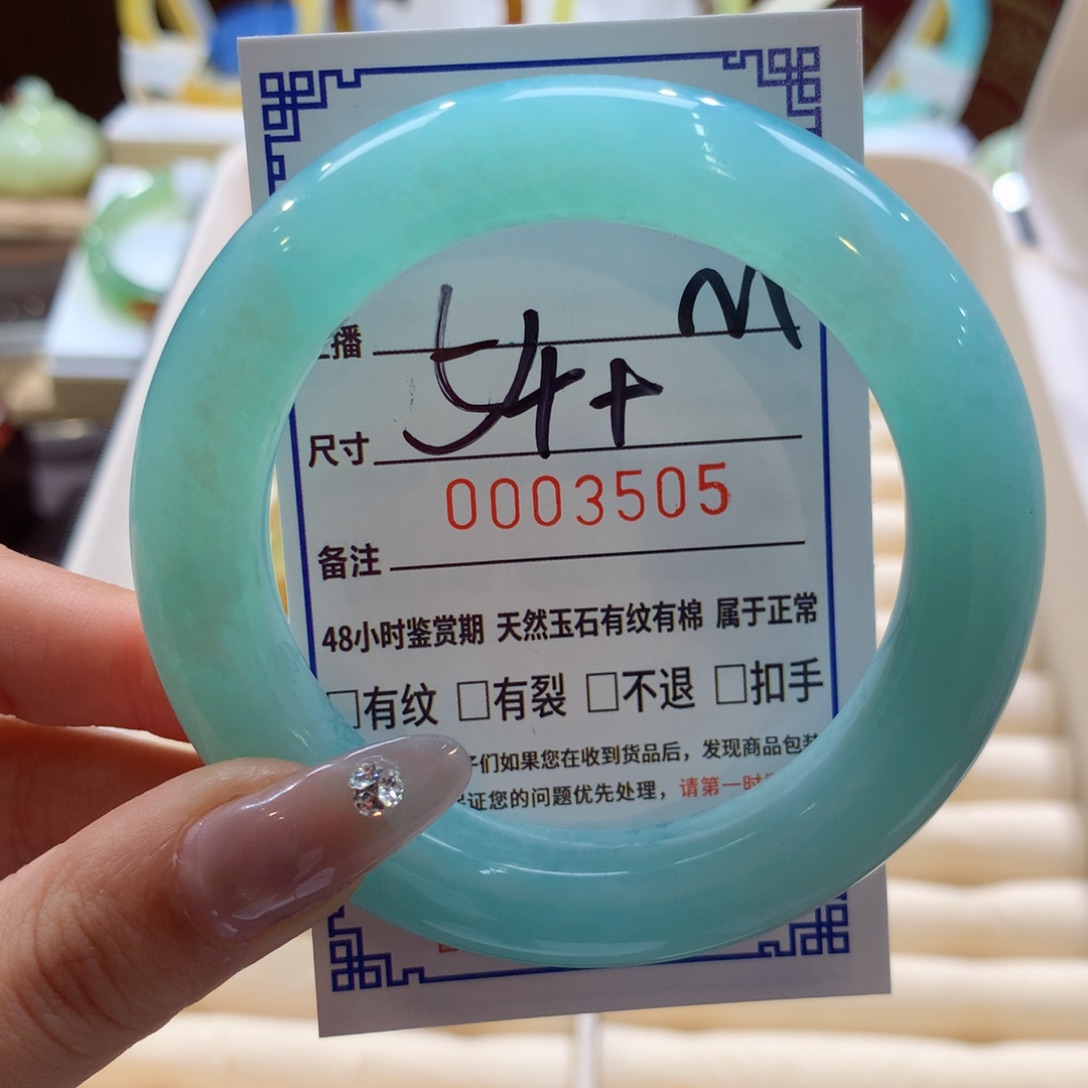 M
播
尺寸 54+
0003505
备注
48小时鉴赏期 天然玉石有纹有棉 属于正常
□有纹 □有裂 □不退 □扣手
们如果您在收到货品后，发现商品包装
证您的问题优先处理，请第一时